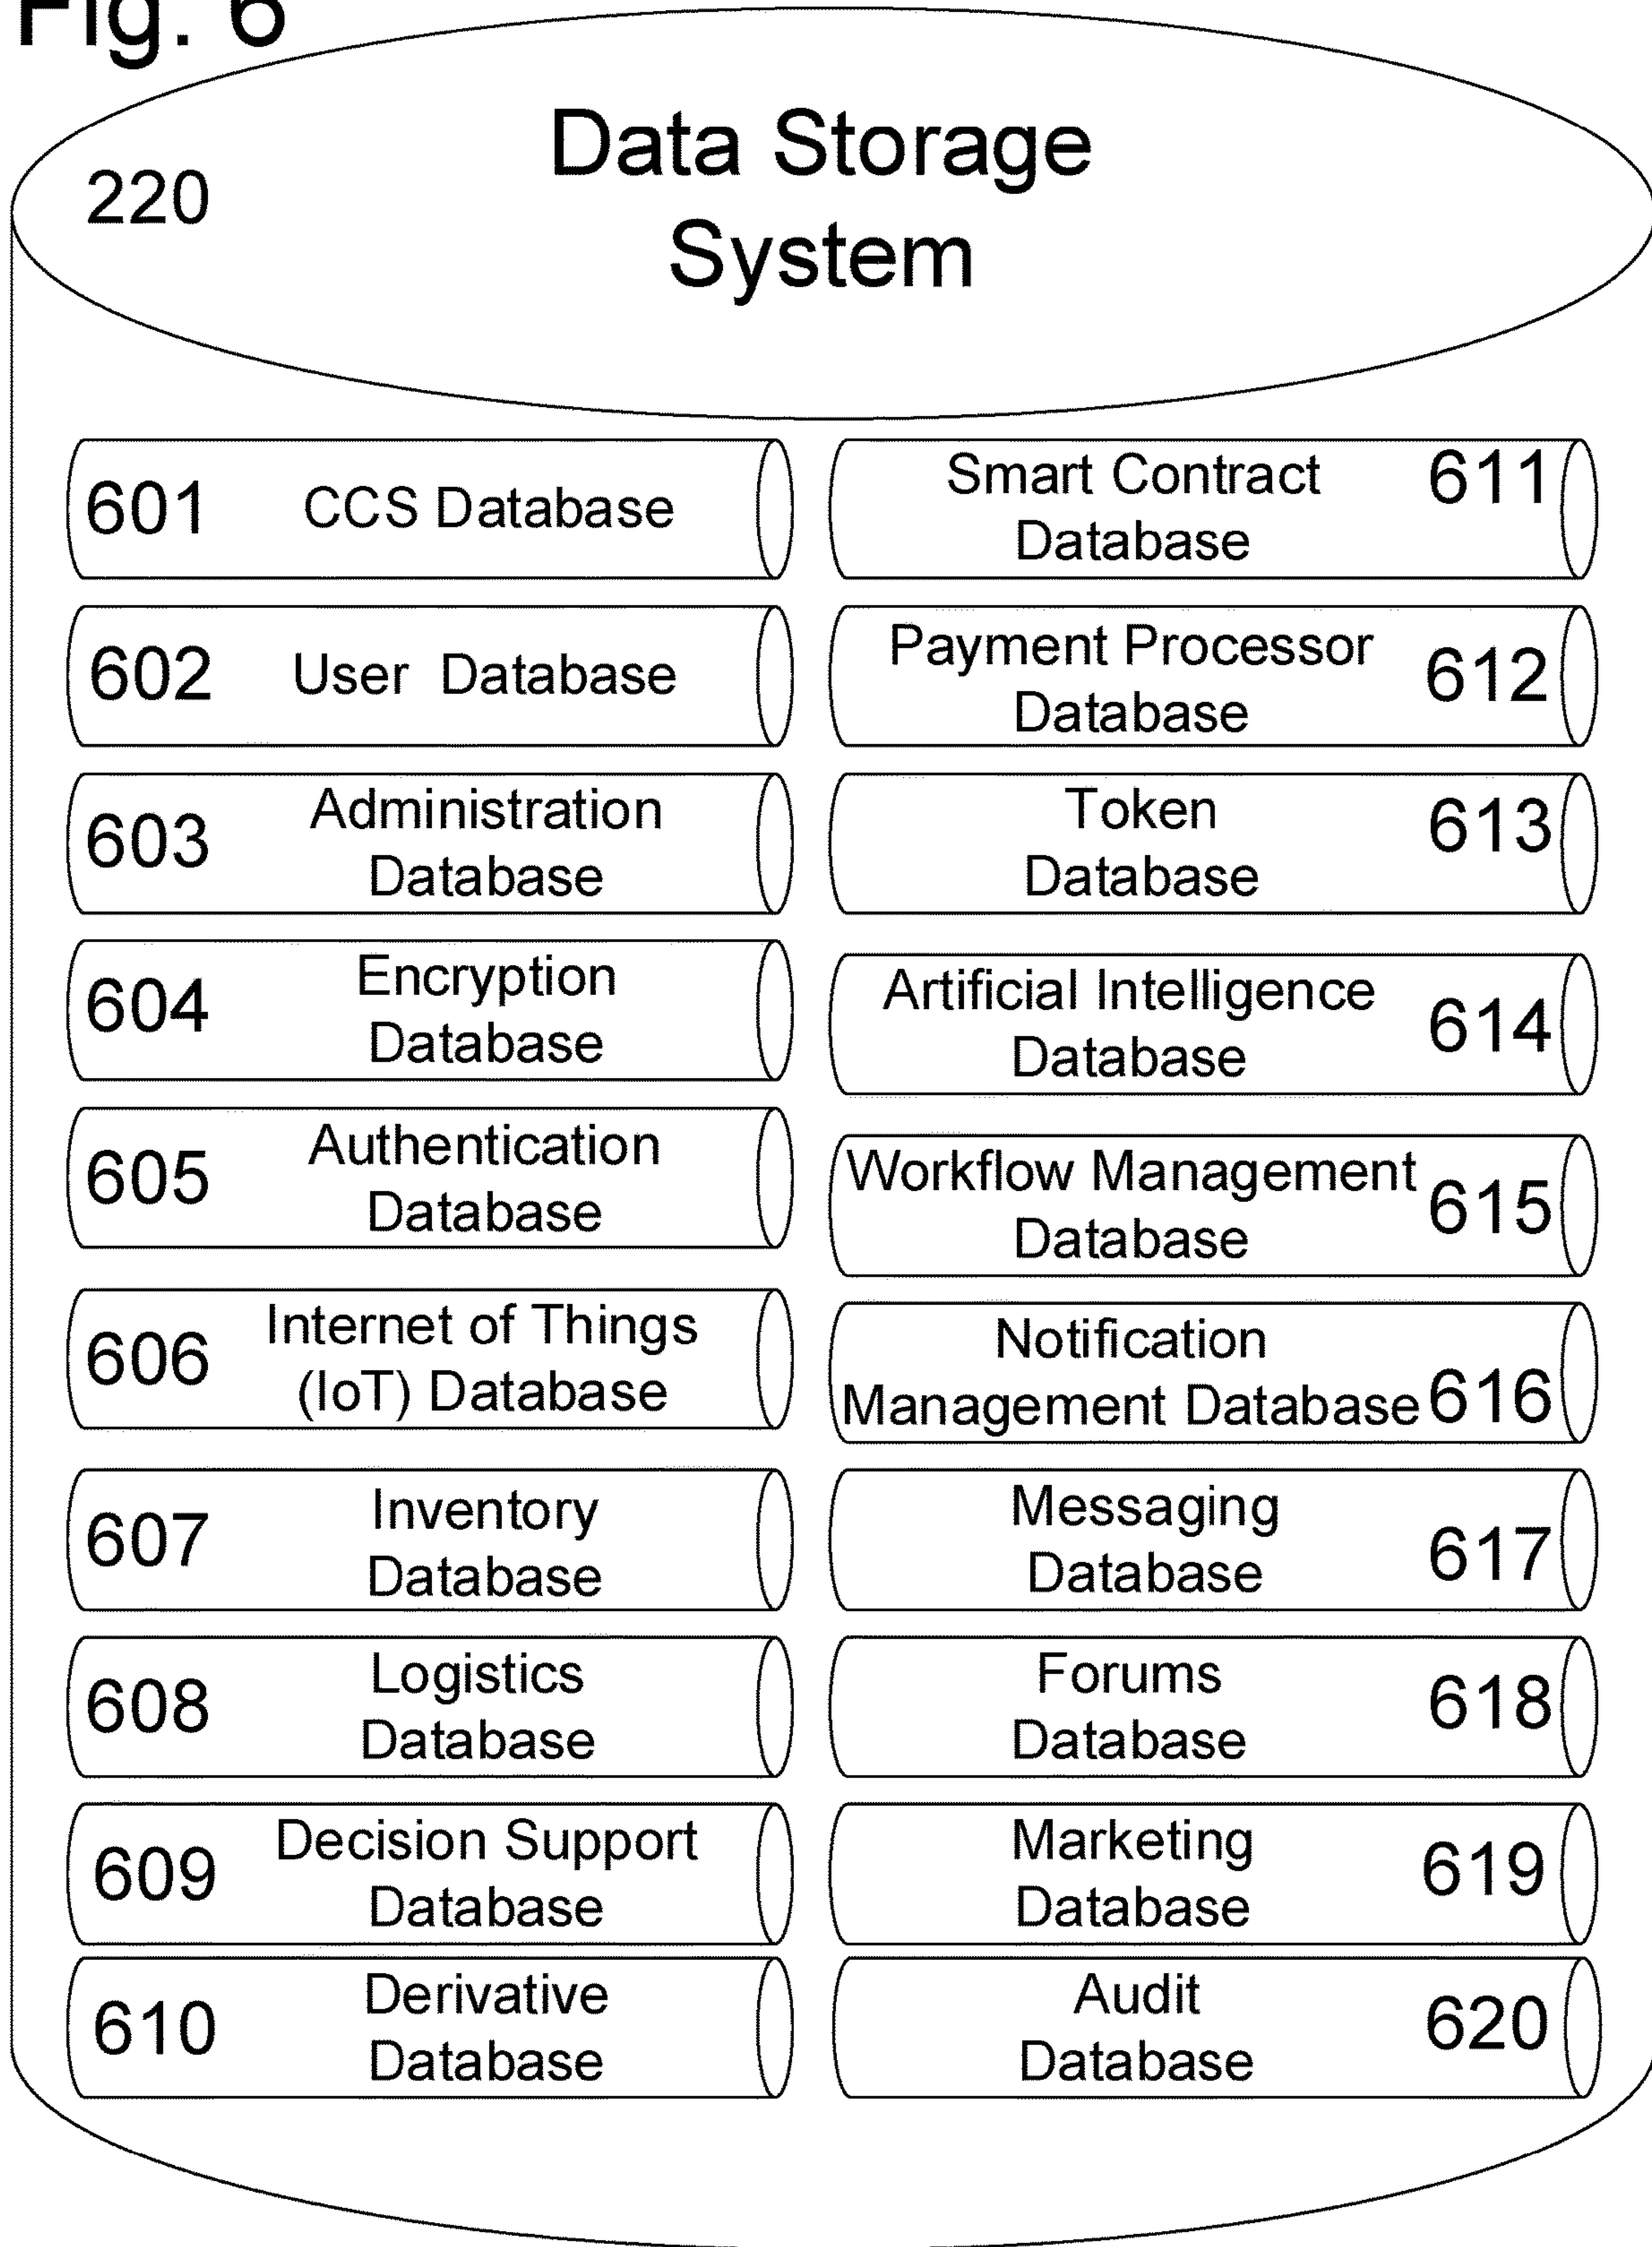 Fig. 6
220
Data Storage
System
601
CCS Database
602
User Database
603
Administration
Database
604
Encryption
Database
605
Authentication
Database
606
Internet of Things
(IoT) Database
607
Inventory
Database
608
Logistics
Database
609
Decision Support
Database
610
Derivative
Database
Smart Contract
Database
611
Payment Processor
Database
612
Token
Database
613
Artificial Intelligence
Database
614
Workflow Management
Database
615
Notification
Management Database
616
Messaging
Database
617
Forums
Database
618
Marketing
Database
619
Audit
Database
620